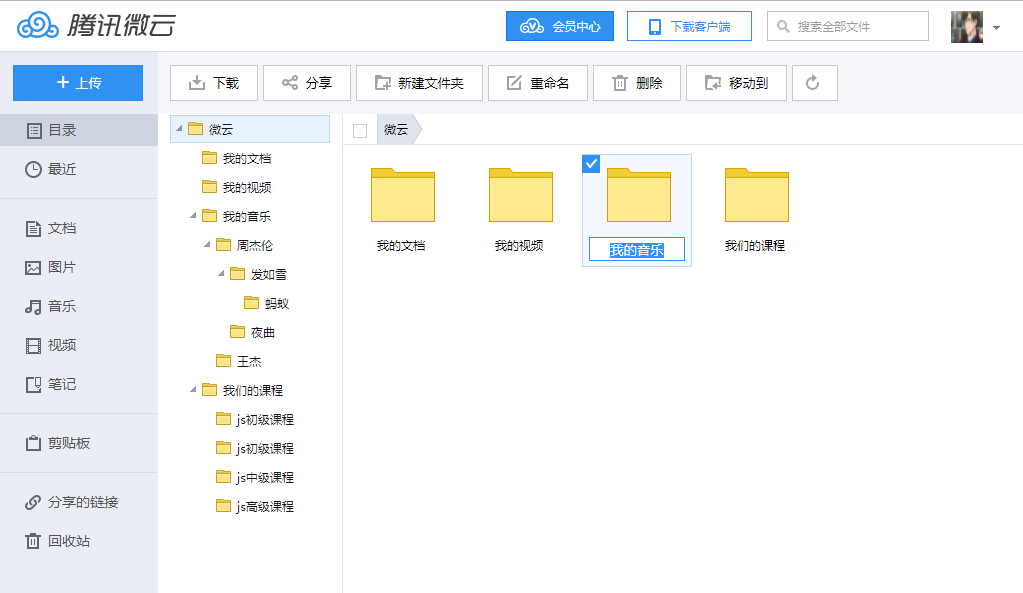 腾讯微云
会员中心
下载客户端
搜索全部文件
上传
下载
分享
新建文件夹
重命名
删除
移动到
目录
最近
文档
图片
音乐
视频
笔记
剪贴板
分享的链接
回收站
微云
我的文档
我的视频
我的音乐
周杰伦
发如雪
蚂蚁
夜曲
王杰
我们的课程
js初级课程
js初级课程
js中级课程
js高级课程
微云
我的文档
我的视频
我的音乐
我们的课程